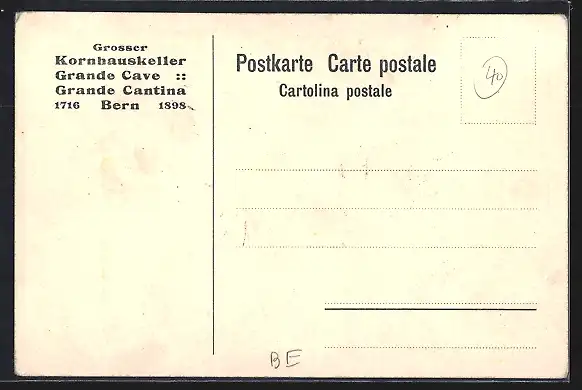 Grosser
Kornhauskeller
Grande Cave ::
Grande Cantina
1716 Bern 1898
Postkarte Carte postale
Cartolina postale
40
BE